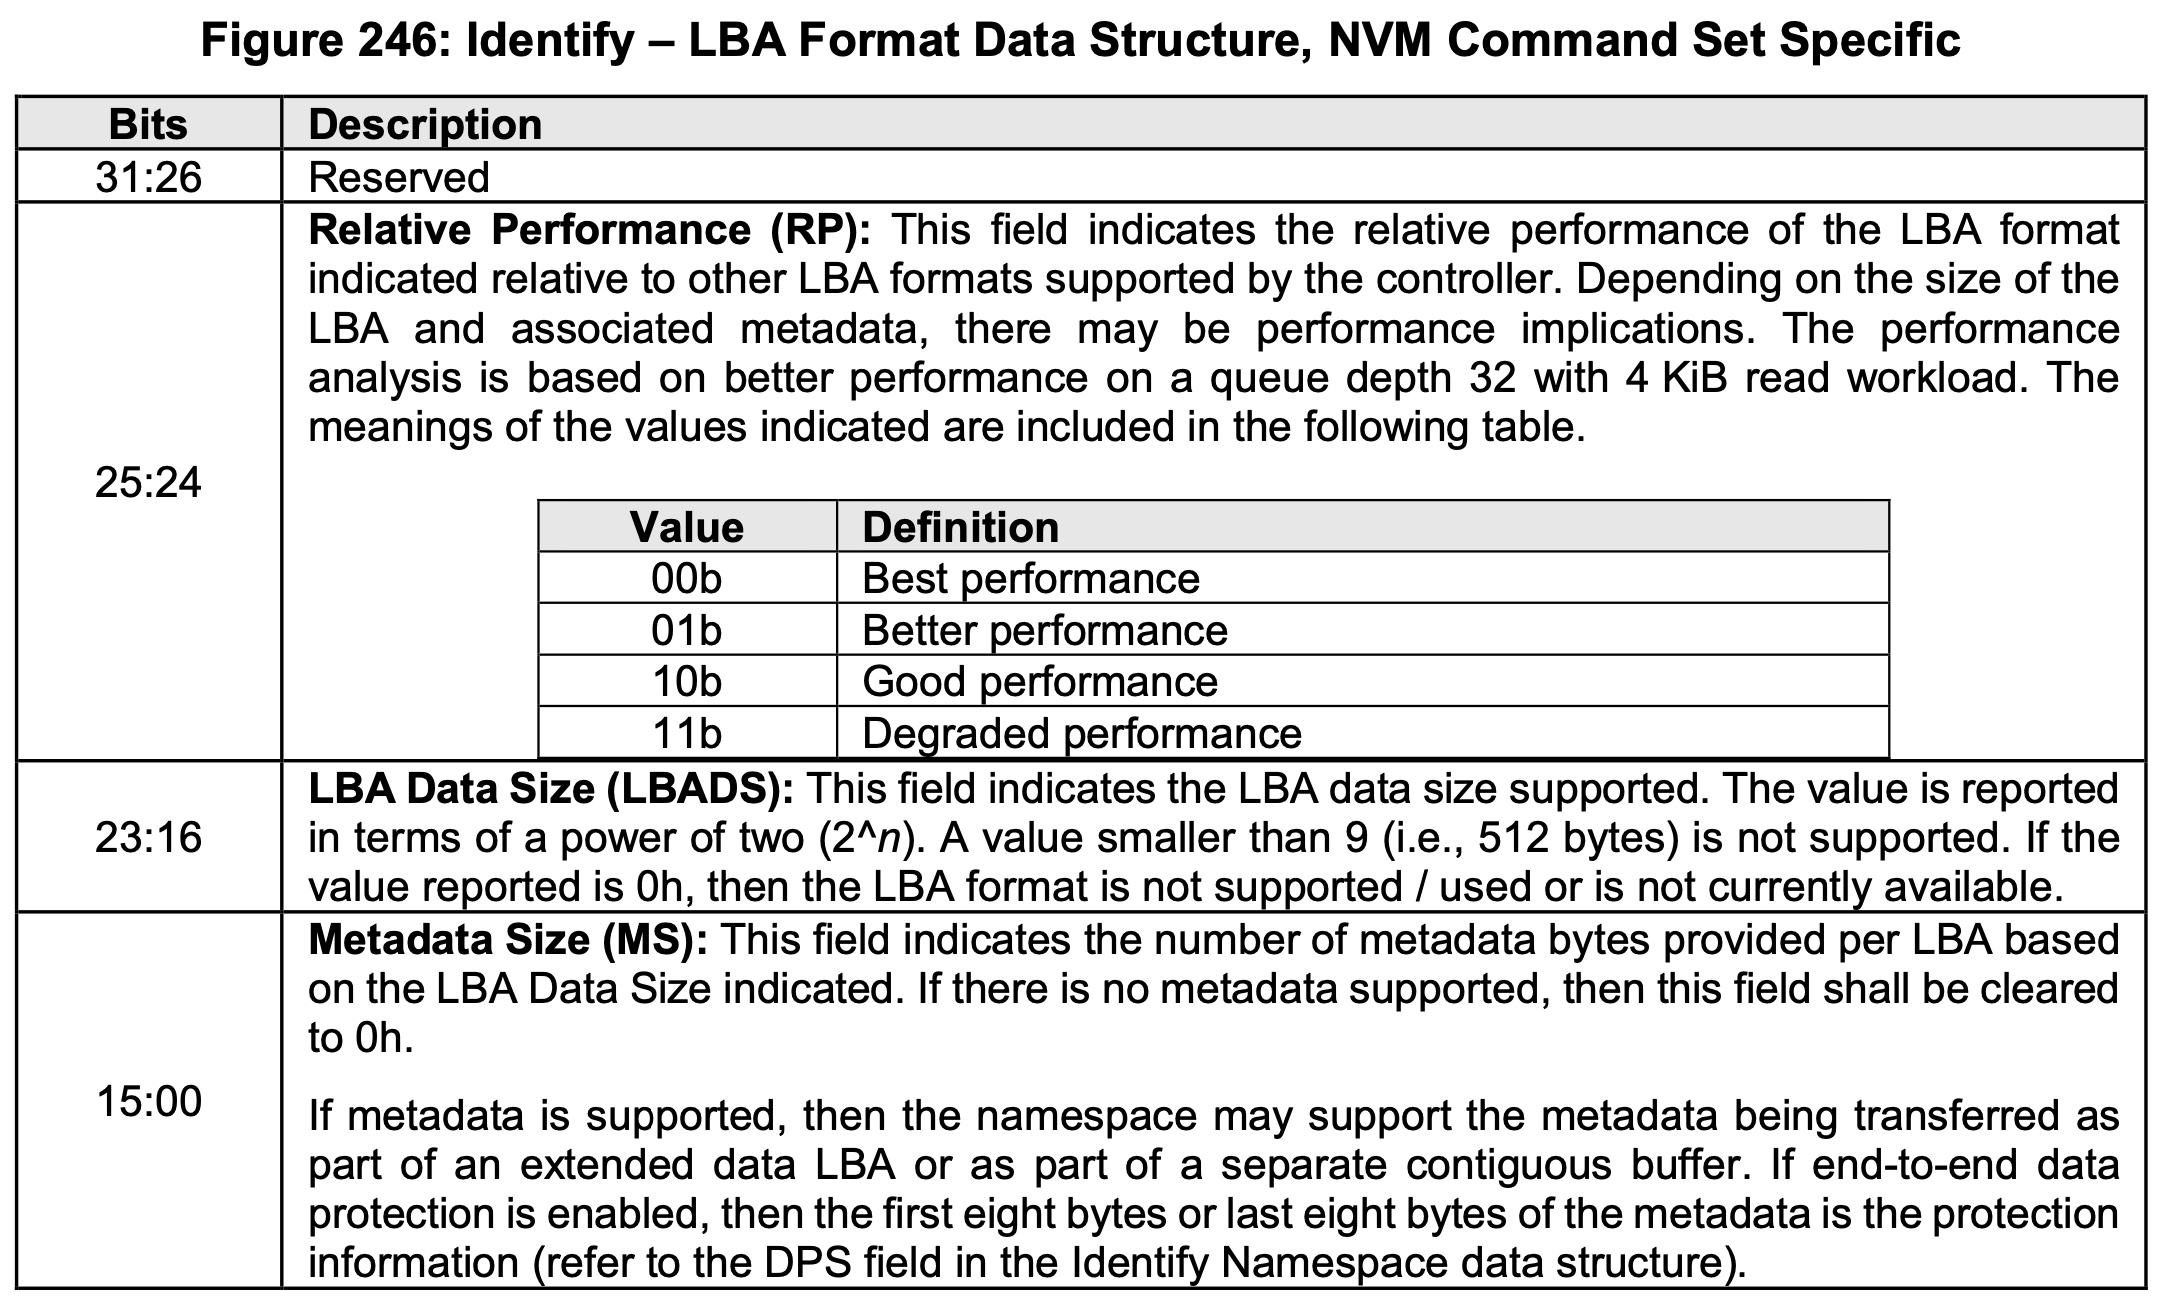 Figure 246: Identify – LBA Format Data Structure, NVM Command Set Specific
Bits Description
31:26 Reserved
25:24
Relative Performance (RP): This field indicates the relative performance of the LBA format
indicated relative to other LBA formats supported by the controller. Depending on the size of the
LBA and associated metadata, there may be performance implications. The performance
analysis is based on better performance on a queue depth 32 with 4 KiB read workload. The
meanings of the values indicated are included in the following table.
Value Definition
00b Best performance
01b Better performance
10b Good performance
11b Degraded performance
23:16
LBA Data Size (LBADS): This field indicates the LBA data size supported. The value is reported
in terms of a power of two (2^n). A value smaller than 9 (i.e., 512 bytes) is not supported. If the
value reported is 0h, then the LBA format is not supported / used or is not currently available.
15:00
Metadata Size (MS): This field indicates the number of metadata bytes provided per LBA based
on the LBA Data Size indicated. If there is no metadata supported, then this field shall be cleared
to 0h.
If metadata is supported, then the namespace may support the metadata being transferred as
part of an extended data LBA or as part of a separate contiguous buffer. If end-to-end data
protection is enabled, then the first eight bytes or last eight bytes of the metadata is the protection
information (refer to the DPS field in the Identify Namespace data structure).